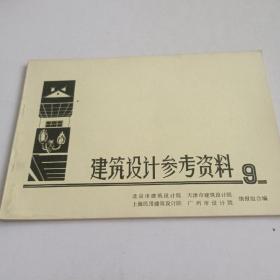 建筑设计参考资料 9
北京市建筑设计院 天津市建筑设计院
上海民用建筑设计院 广州市设计院 情报组合编